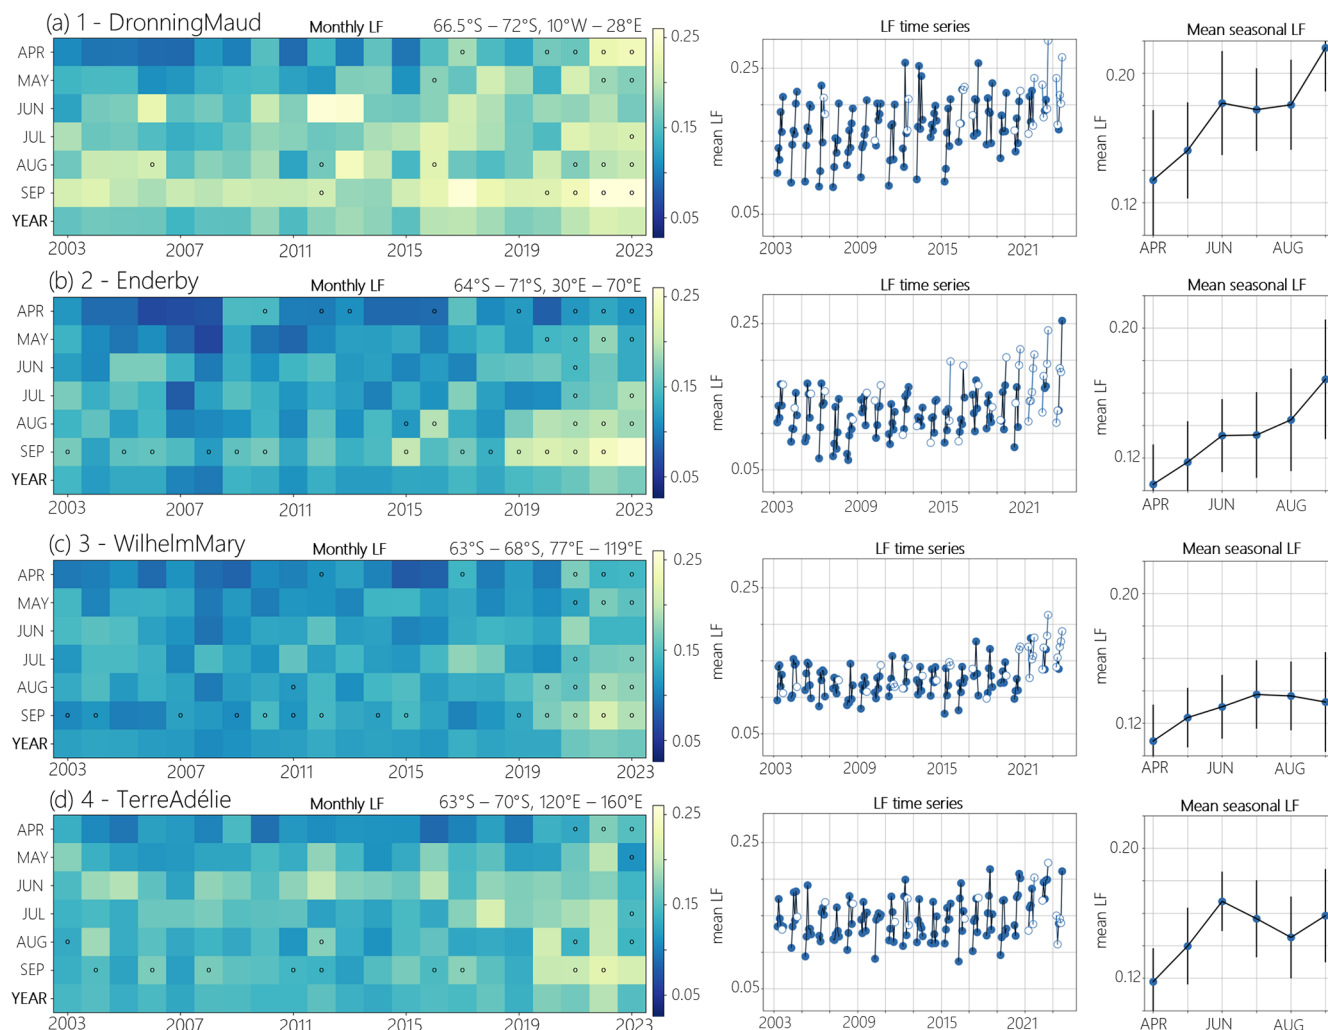 (a) 1 - DronningMaud
Monthly LF
66.5°S – 72°S, 10°W – 28°E
APR
MAY
JUN
JUL
AUG
SEP
YEAR
2003 2007 2011 2015 2019 2023
0.25
0.15
0.05
LF time series
mean LF
0.25
0.05
2003 2009 2015 2021
Mean seasonal LF
mean LF
0.20
0.12
APR JUN AUG
(b) 2 - Enderby
Monthly LF
64°S – 71°S, 30°E – 70°E
APR
MAY
JUN
JUL
AUG
SEP
YEAR
2003 2007 2011 2015 2019 2023
0.25
0.15
0.05
LF time series
mean LF
0.25
0.05
2003 2009 2015 2021
Mean seasonal LF
mean LF
0.20
0.12
APR JUN AUG
(c) 3 - WilhelmMary
Monthly LF
63°S – 68°S, 77°E – 119°E
APR
MAY
JUN
JUL
AUG
SEP
YEAR
2003 2007 2011 2015 2019 2023
0.25
0.15
0.05
LF time series
mean LF
0.25
0.05
2003 2009 2015 2021
Mean seasonal LF
mean LF
0.20
0.12
APR JUN AUG
(d) 4 - TerreAdélie
Monthly LF
63°S – 70°S, 120°E – 160°E
APR
MAY
JUN
JUL
AUG
SEP
YEAR
2003 2007 2011 2015 2019 2023
0.25
0.15
0.05
LF time series
mean LF
0.25
0.05
2003 2009 2015 2021
Mean seasonal LF
mean LF
0.20
0.12
APR JUN AUG